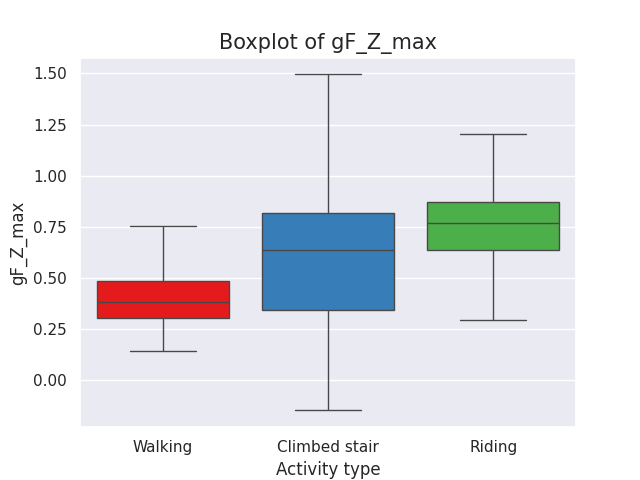 Boxplot of gF_Z_max
1.50
1.25
1.00
0.75
0.50
0.25
0.00
gF_Z_max
Walking
Climbed stair
Riding
Activity type